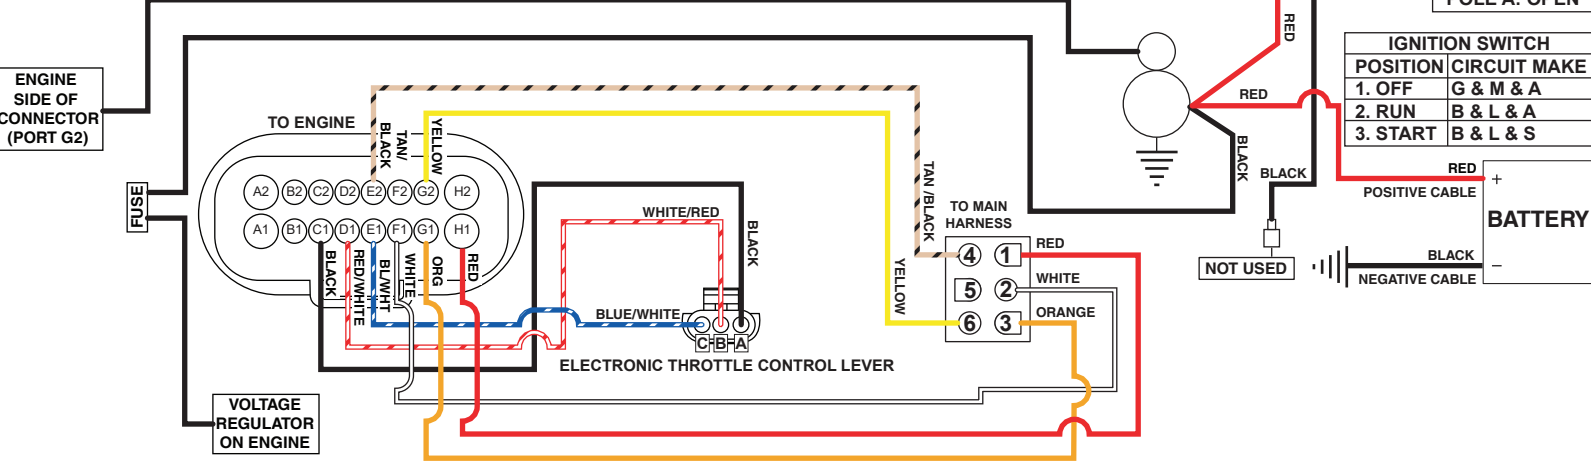 POLE A: OPEN
RED
IGNITION SWITCH
POSITION CIRCUIT MAKE
1. OFF G & M & A
2. RUN B & L & A
3. START B & L & S
ENGINE
SIDE OF
CONNECTOR
(PORT G2)
TO ENGINE
BLACK
TAN/
YELLOW
RED
BLACK
BLACK
RED
POSITIVE CABLE
+
BATTERY
BLACK
−
NEGATIVE CABLE
NOT USED
FUSE
A2 B2 C2 D2 E2 F2 G2 H2
A1 B1 C1 D1 E1 F1 G1 H1
BLACK
RED/WHITE
BL/WHT
WHITE
ORG
RED
WHITE/RED
BLACK
BLUE/WHITE
C B A
ELECTRONIC THROTTLE CONTROL LEVER
TAN /BLACK
YELLOW
TO MAIN
HARNESS
4 1 RED
5 2 WHITE
6 3 ORANGE
VOLTAGE
REGULATOR
ON ENGINE